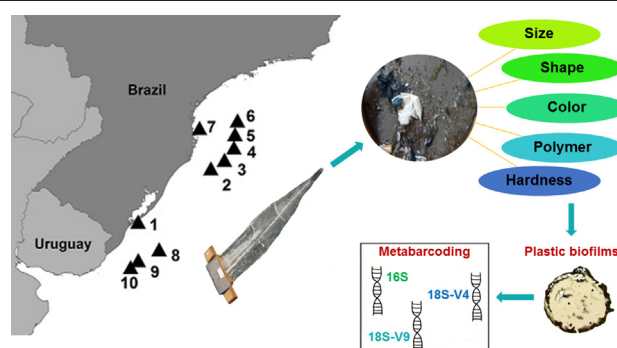 Brazil
7
6
5
4
3
2
1
Uruguay
8
9
10
Size
Shape
Color
Polymer
Hardness
Plastic biofilms
Metabarcoding
16S
18S-V4
18S-V9